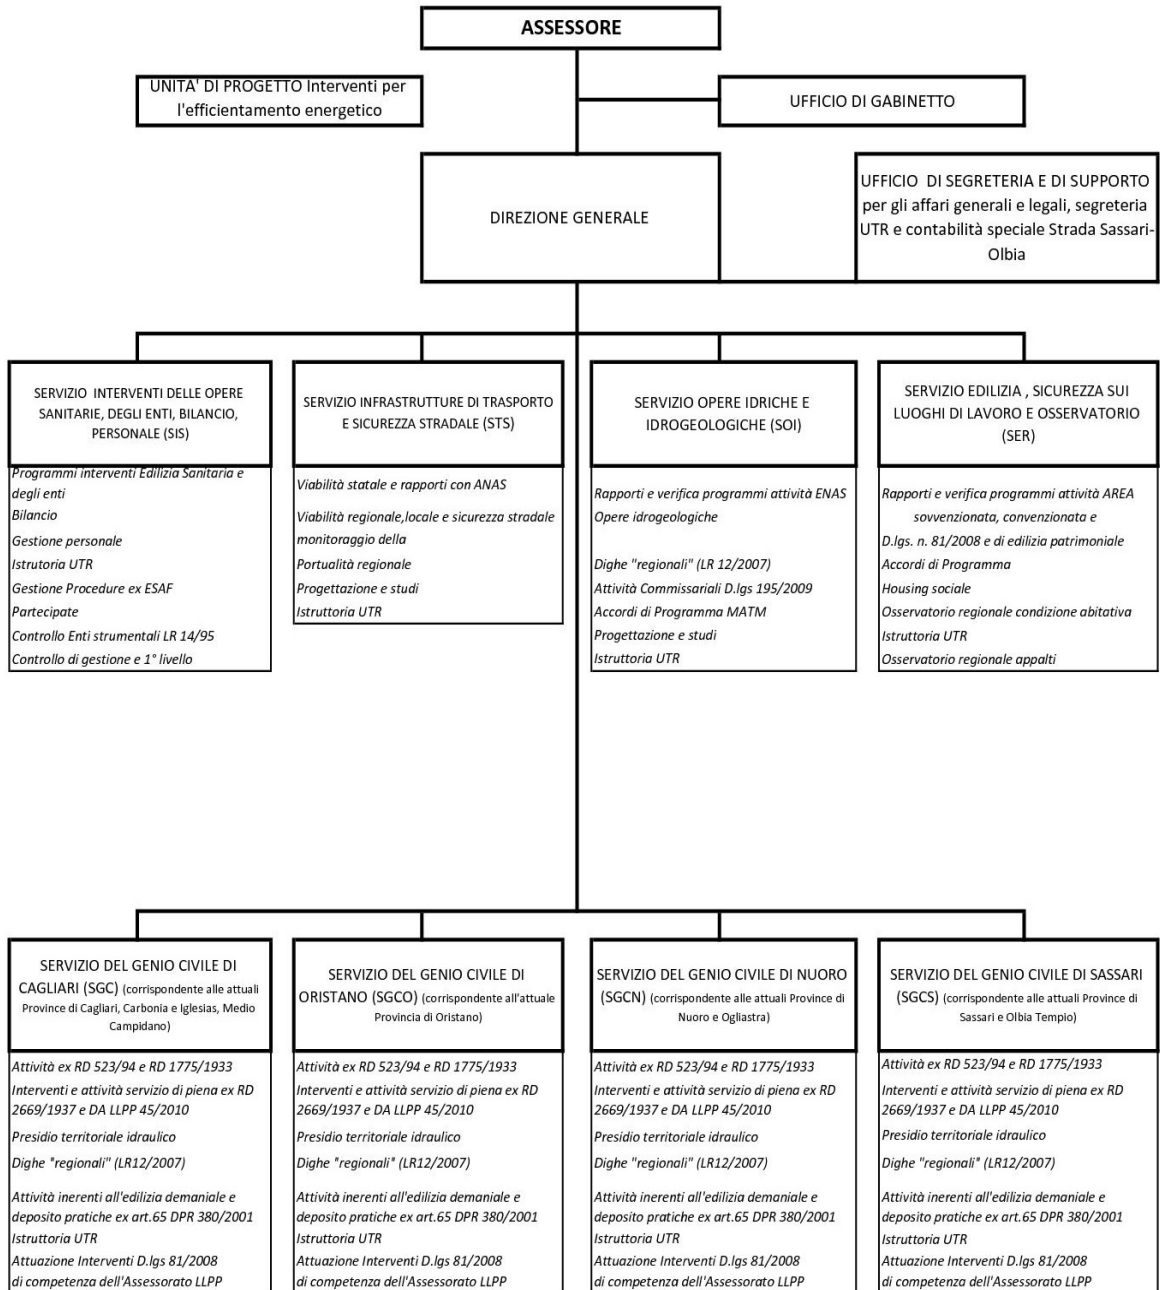 ASSESSORE
UNITA' DI PROGETTO Interventi per
l'efficientamento energetico
UFFICIO DI GABINETTO
DIREZIONE GENERALE
UFFICIO DI SEGRETERIA E DI SUPPORTO
per gli affari generali e legali, segreteria
UTR e contabilità speciale Strada Sassari-
Olbia
SERVIZIO INTERVENTI DELLE OPERE
SANITARIE, DEGLI ENTI, BILANCIO,
PERSONALE (SIS)
Programmi interventi Edilizia Sanitaria e
degli enti
Bilancio
Gestione personale
Istrutoria UTR
Gestione Procedure ex ESAF
Partecipate
Controllo Enti strumentali LR 14/95
Controllo di gestione e 1° livello
SERVIZIO INFRASTRUTTURE DI TRASPORTO
E SICUREZZA STRADALE (STS)
Viabilità statale e rapporti con ANAS
Viabilità regionale,locale e sicurezza stradale
monitoraggio della
Portualità regionale
Progettazione e studi
Istruttoria UTR
SERVIZIO OPERE IDRICHE E
IDROGEOLOGICHE (SOI)
Rapporti e verifica programmi attività ENAS
Opere idrogeologiche
Dighe "regionali" (LR 12/2007)
Attività Commissariali D.lgs 195/2009
Accordi di Programma MATM
Progettazione e studi
Istruttoria UTR
SERVIZIO EDILIZIA , SICUREZZA SUI
LUOGHI DI LAVORO E OSSERVATORIO
(SER)
Rapporti e verifica programmi attività AREA
sovvenzionata, convenzionata e
D.lgs. n. 81/2008 e di edilizia patrimoniale
Accordi di Programma
Housing sociale
Osservatorio regionale condizione abitativa
Istruttoria UTR
Osservatorio regionale appalti
SERVIZIO DEL GENIO CIVILE DI
CAGLIARI (SGC) (corrispondente alle attuali
Province di Cagliari, Carbonia e Iglesias, Medio
Campidano)
Attività ex RD 523/94 e RD 1775/1933
Interventi e attività servizio di piena ex RD
2669/1937 e DA LLPP 45/2010
Presidio territoriale idraulico
Dighe "regionali" (LR12/2007)
Attività inerenti all'edilizia demaniale e
deposito pratiche ex art.65 DPR 380/2001
Istruttoria UTR
Attuazione Interventi D.lgs 81/2008
di competenza dell'Assessorato LLPP
SERVIZIO DEL GENIO CIVILE DI
ORISTANO (SGCO) (corrispondente all'attuale
Provincia di Oristano)
Attività ex RD 523/94 e RD 1775/1933
Interventi e attività servizio di piena ex RD
2669/1937 e DA LLPP 45/2010
Presidio territoriale idraulico
Dighe "regionali" (LR12/2007)
Attività inerenti all'edilizia demaniale e
deposito pratiche ex art.65 DPR 380/2001
Istruttoria UTR
Attuazione Interventi D.lgs 81/2008
di competenza dell'Assessorato LLPP
SERVIZIO DEL GENIO CIVILE DI NUORO
(SGCN) (corrispondente alle attuali Province di
Nuoro e Ogliastra)
Attività ex RD 523/94 e RD 1775/1933
Interventi e attività servizio di piena ex RD
2669/1937 e DA LLPP 45/2010
Presidio territoriale idraulico
Dighe "regionali" (LR12/2007)
Attività inerenti all'edilizia demaniale e
deposito pratiche ex art.65 DPR 380/2001
Istruttoria UTR
Attuazione Interventi D.lgs 81/2008
di competenza dell'Assessorato LLPP
SERVIZIO DEL GENIO CIVILE DI SASSARI
(SGCS) (corrispondente alle attuali Province di
Sassari e Olbia Tempio)
Attività ex RD 523/94 e RD 1775/1933
Interventi e attività servizio di piena ex RD
2669/1937 e DA LLPP 45/2010
Presidio territoriale idraulico
Dighe "regionali" (LR12/2007)
Attività inerenti all'edilizia demaniale e
deposito pratiche ex art.65 DPR 380/2001
Istruttoria UTR
Attuazione Interventi D.lgs 81/2008
di competenza dell'Assessorato LLPP